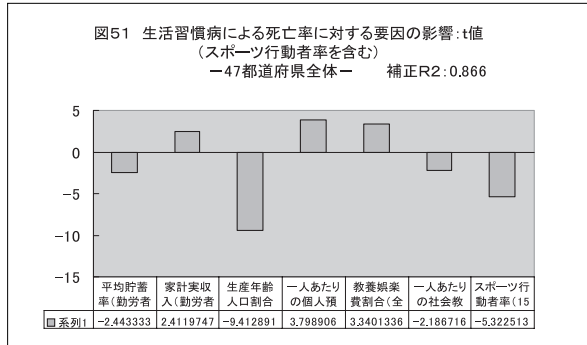 図51 生活習慣病による死亡率に対する要因の影響:t値
(スポーツ行動者率を含む)
－47都道府県全体－ 補正R2:0.866
5
0
-5
-10
-15
平均貯蓄率(勤労者
家計実収入(勤労者
生産年齢人口割合
一人あたりの個人預
教養娯楽費割合(全
一人あたりの社会教
スポーツ行動者率(15
系列1 -2.443333 2.4119747 -9.412891 3.798906 3.3401336 -2.186716 -5.322513